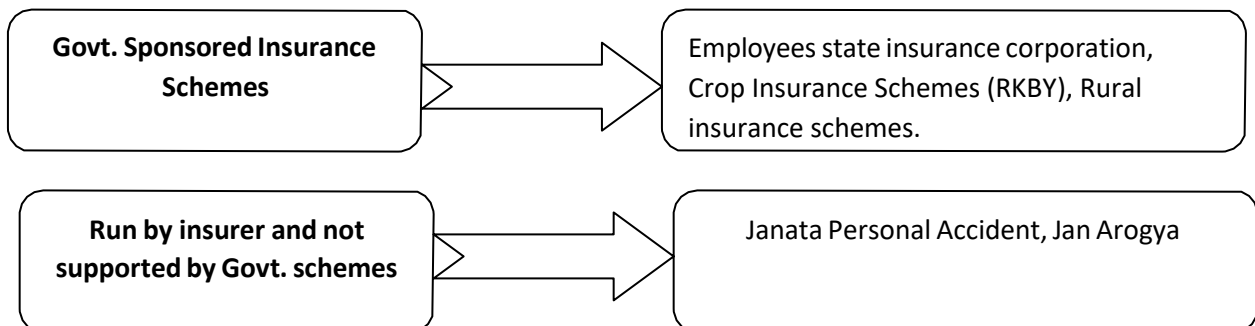 Govt. Sponsored Insurance
Schemes
Employees state insurance corporation,
Crop Insurance Schemes (RKBY), Rural
insurance schemes.
Run by insurer and not
supported by Govt. schemes
Janata Personal Accident, Jan Arogya